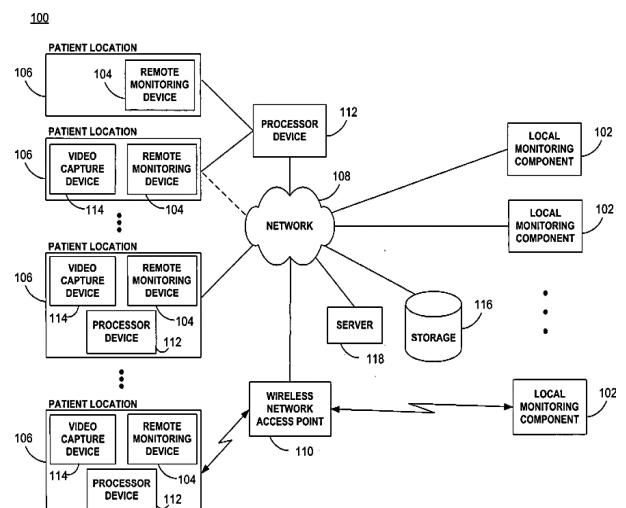 100
PATIENT LOCATION
106
104
REMOTE
MONITORING
DEVICE
PROCESSOR
DEVICE
112
PATIENT LOCATION
106
VIDEO
CAPTURE
DEVICE
114
REMOTE
MONITORING
DEVICE
104
108
NETWORK
LOCAL
MONITORING
COMPONENT
102
LOCAL
MONITORING
COMPONENT
102
PATIENT LOCATION
106
VIDEO
CAPTURE
DEVICE
114
REMOTE
MONITORING
DEVICE
104
PROCESSOR
DEVICE
112
SERVER
118
STORAGE
116
PATIENT LOCATION
106
VIDEO
CAPTURE
DEVICE
114
REMOTE
MONITORING
DEVICE
104
PROCESSOR
DEVICE
112
WIRELESS
NETWORK
ACCESS POINT
110
LOCAL
MONITORING
COMPONENT
102